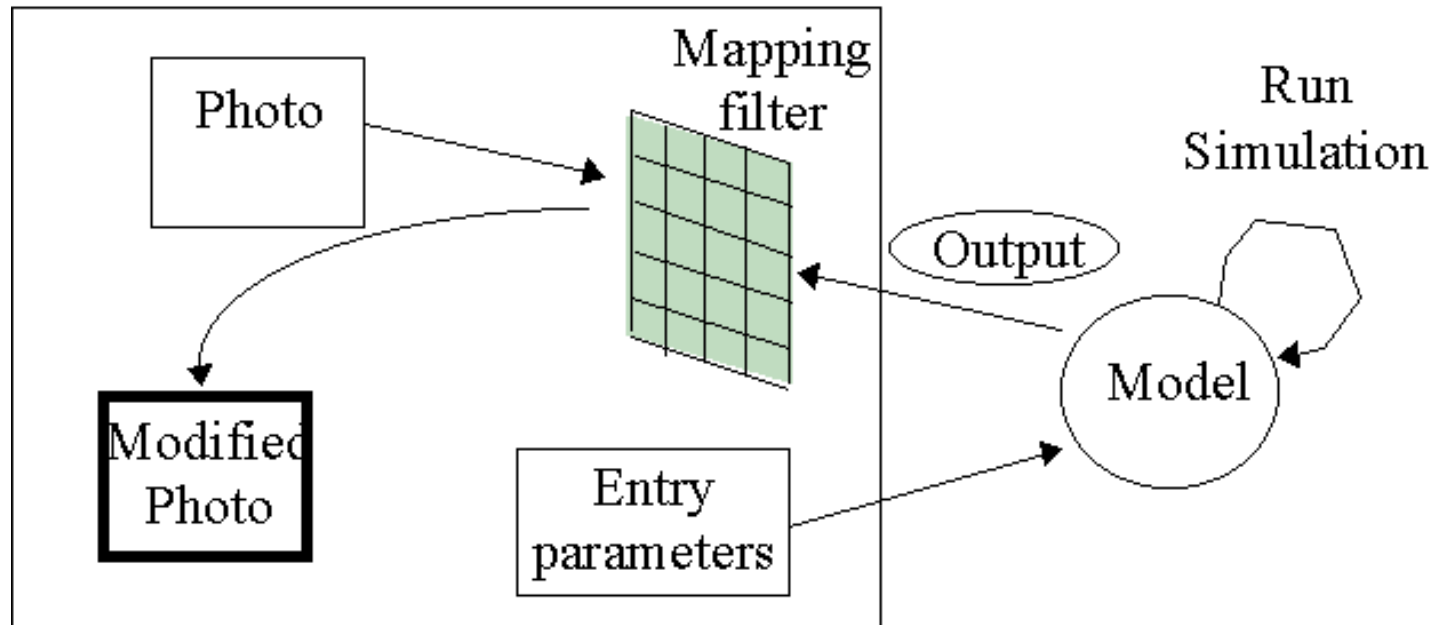 Photo
Mapping
filter
Run
Simulation
Output
Model
Modified
Photo
Entry
parameters